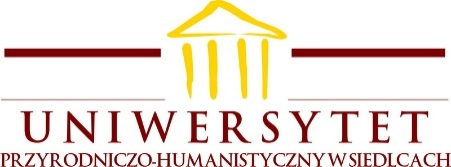 UNIWERSYTET
PRZYRODNICZO-HUMANISTYCZNY W SIEDLCACH